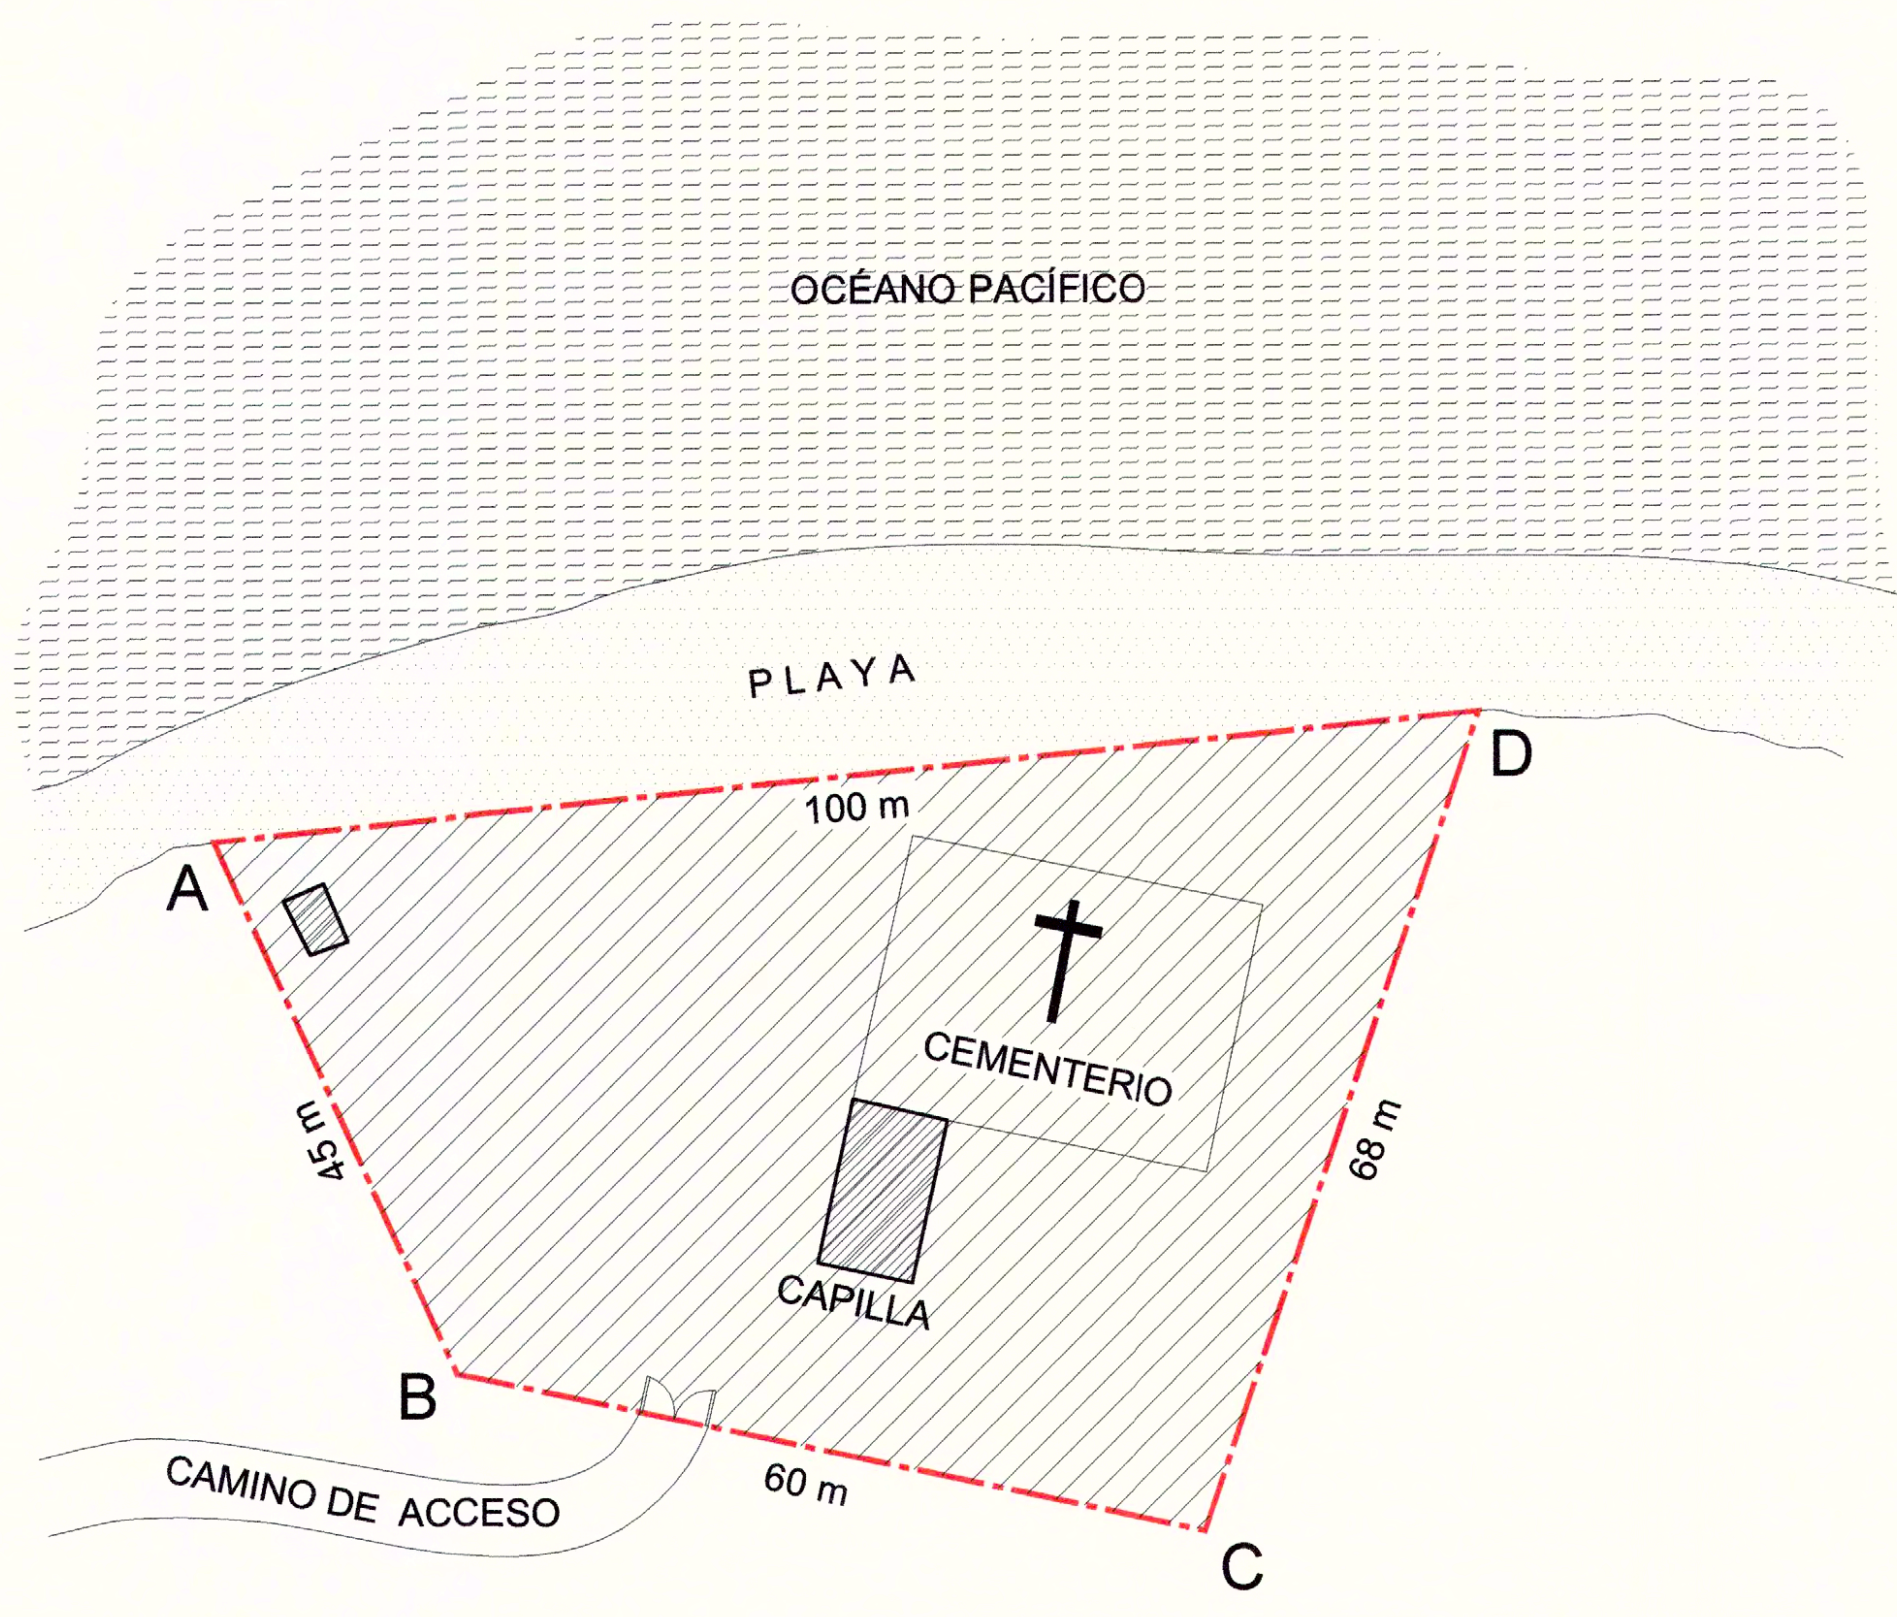 OCÉANO PACÍFICO
PLAYA
100 m
D
A
CEMENTERIO
45 m
68 m
CAPILLA
B
60 m
CAMINO DE ACCESO
C